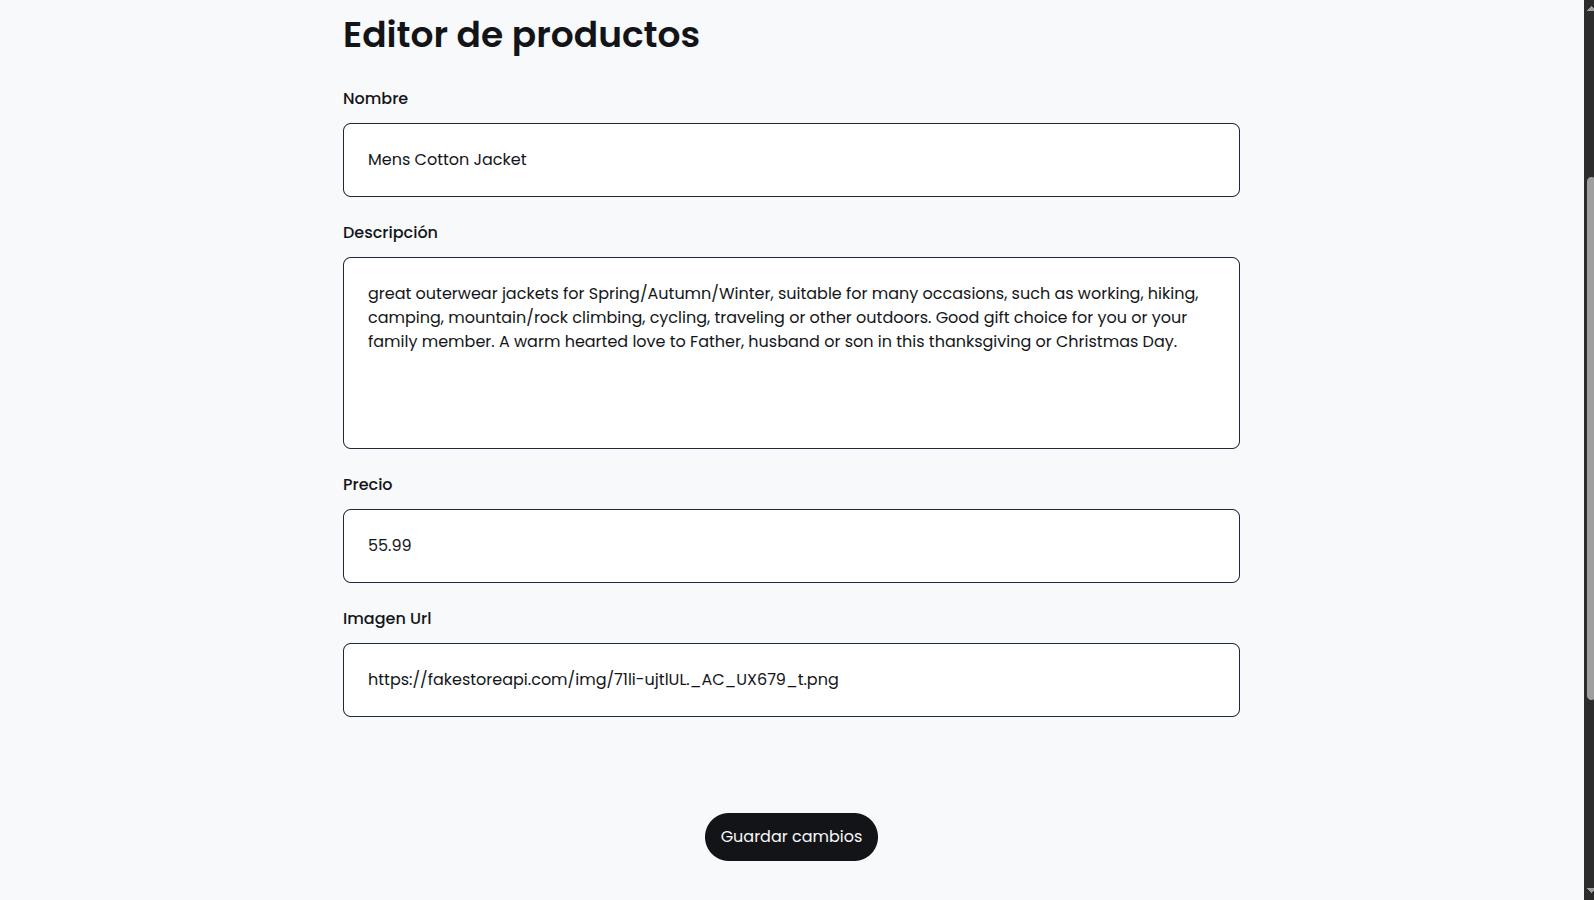 Editor de productos
Nombre
Mens Cotton Jacket
Descripción
great outerwear jackets for Spring/Autumn/Winter, suitable for many occasions, such as working, hiking,
camping, mountain/rock climbing, cycling, traveling or other outdoors. Good gift choice for you or your
family member. A warm hearted love to Father, husband or son in this thanksgiving or Christmas Day.
Precio
55.99
Imagen Url
https://fakestoreapi.com/img/71li-ujtlUL._AC_UX679_t.png
Guardar cambios